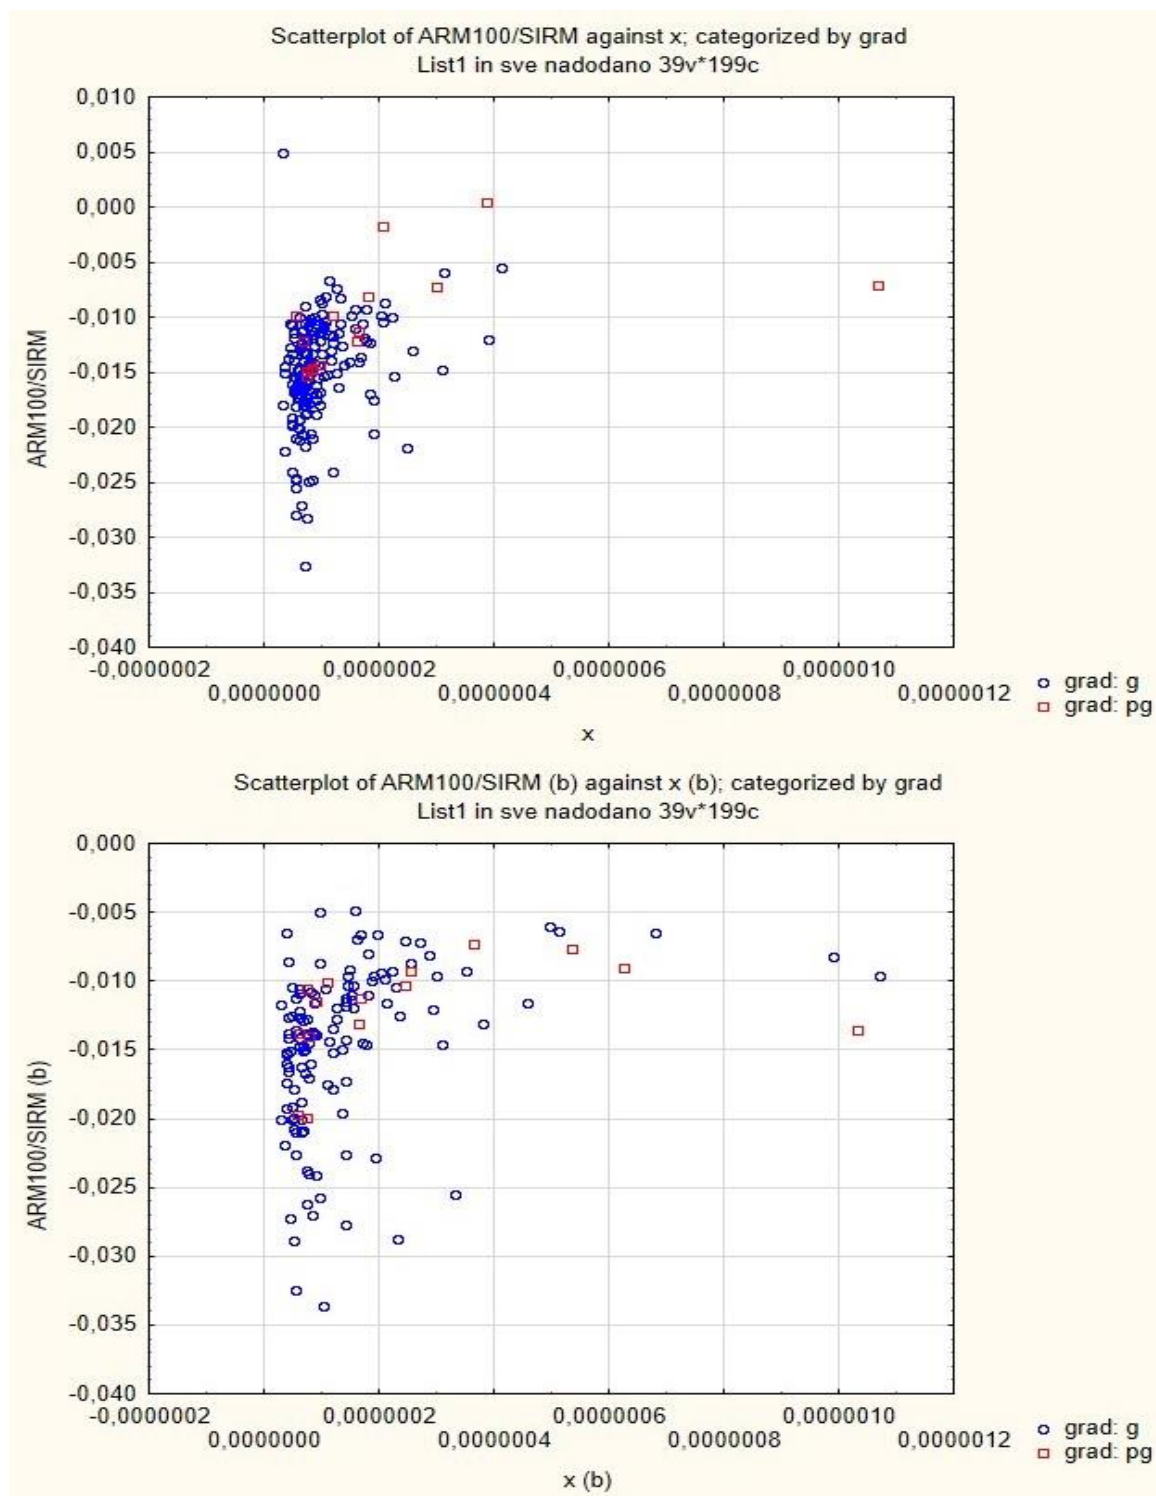 Scatterplot of ARM100/SIRM against x; categorized by grad
List1 in sve nadodano 39v*199c
0,010
0,005
0,000
-0,005
-0,010
-0,015
-0,020
-0,025
-0,030
-0,035
-0,040
ARM100/SIRM
-0,0000002 0,0000002 0,0000006 0,0000010
0,0000000 0,0000004 0,0000008 0,0000012
x
grad: g
grad: pg
Scatterplot of ARM100/SIRM (b) against x (b); categorized by grad
List1 in sve nadodano 39v*199c
0,000
-0,005
-0,010
-0,015
-0,020
-0,025
-0,030
-0,035
-0,040
ARM100/SIRM (b)
-0,0000002 0,0000002 0,0000006 0,0000010
0,0000000 0,0000004 0,0000008 0,0000012
x (b)
grad: g
grad: pg